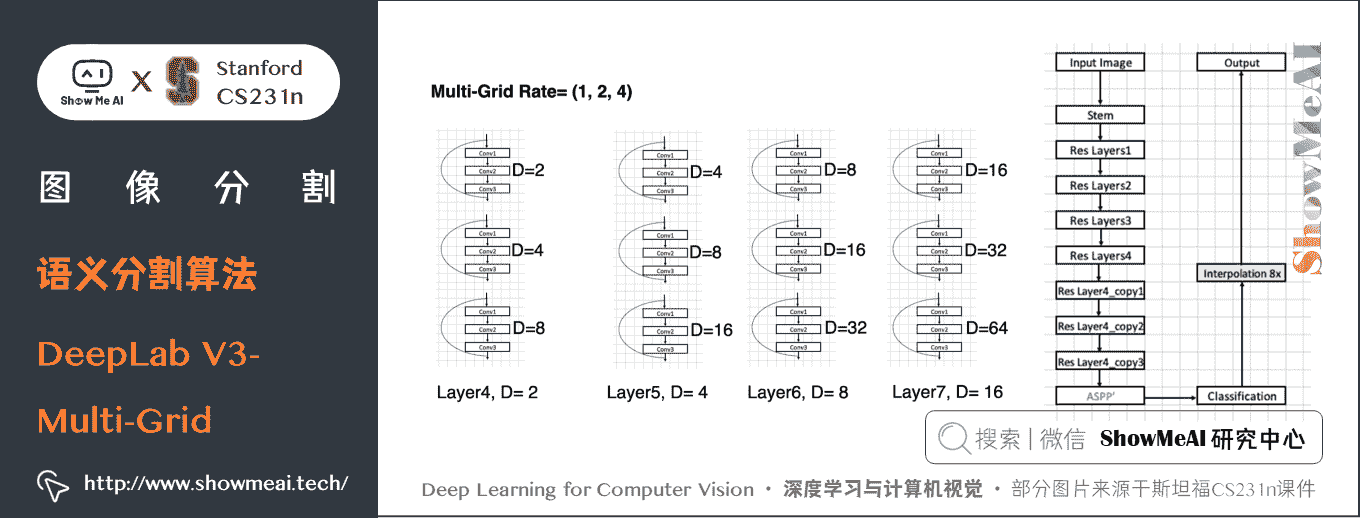 Show Me AI
X
Stanford
CS231n
图像分割
语义分割算法
DeepLab V3-
Multi-Grid
http://www.showmeai.tech/
Multi-Grid Rate= (1, 2, 4)
Conv1
Conv2
Conv3
D=2
Conv1
Conv2
Conv3
D=4
Conv1
Conv2
Conv3
D=8
Layer4, D= 2
Conv1
Conv2
Conv3
D=4
Conv1
Conv2
Conv3
D=8
Conv1
Conv2
Conv3
D=16
Layer5, D= 4
Conv1
Conv2
Conv3
D=8
Conv1
Conv2
Conv3
D=16
Conv1
Conv2
Conv3
D=32
Layer6, D= 8
Conv1
Conv2
Conv3
D=16
Conv1
Conv2
Conv3
D=32
Conv1
Conv2
Conv3
D=64
Layer7, D= 16
Input Image
Stem
Res Layers1
Res Layers2
Res Layers3
Res Layers4
Res Layer4_copy1
Res Layer4_copy2
Res Layer4_copy3
ASPP'
Classification
Interpolation 8x
Output
ShowMeAI
搜索 | 微信 ShowMeAI 研究中心
Deep Learning for Computer Vision · 深度学习与计算机视觉 · 部分图片来源于斯坦福CS231n课件